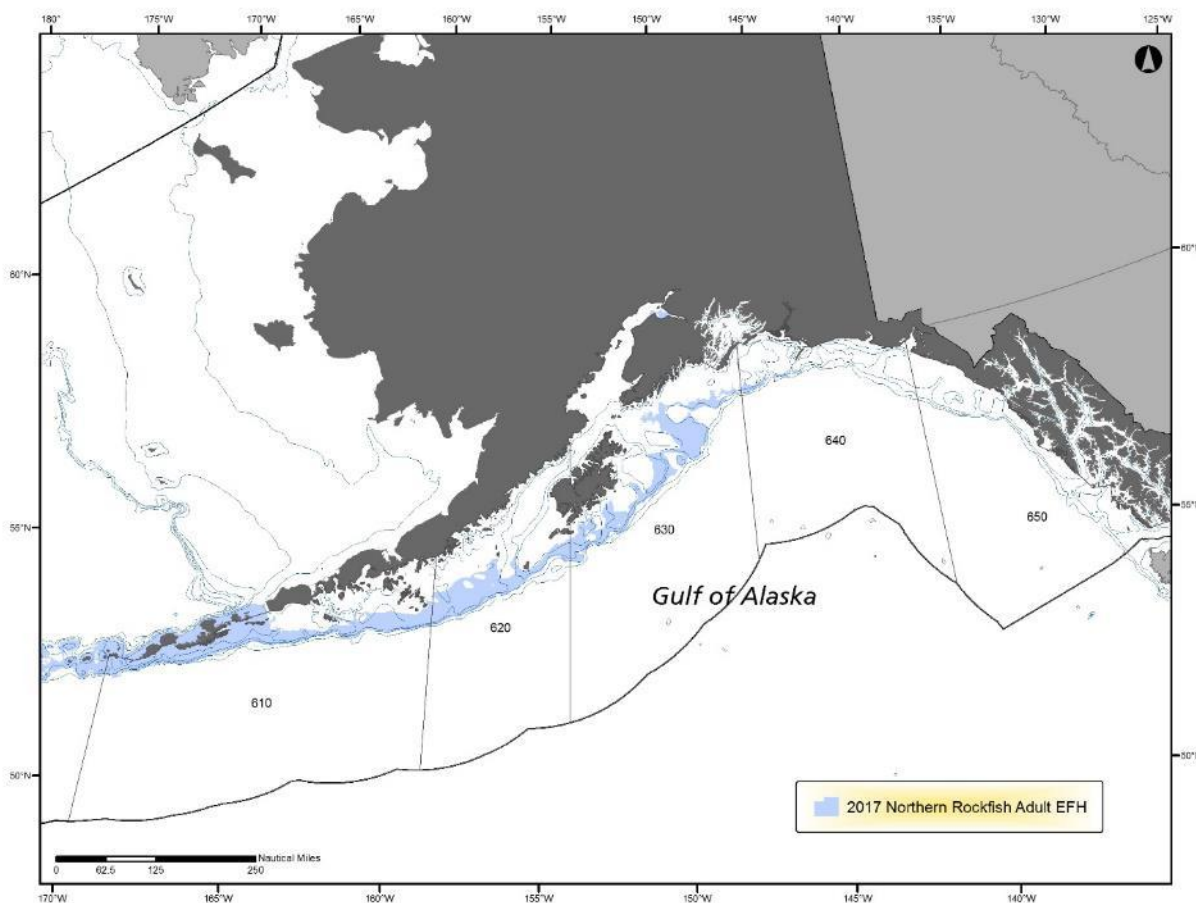 180° 175°W 170°W 165°W 160°W 155°W 150°W 145°W 140°W 135°W 130°W 125°W
60°N 60°N
640
55°N 55°N
650
630
Gulf of Alaska
620
610
50°N 50°N
2017 Northern Rockfish Adult EFH
Nautical Miles
0 62.5 125 250
170°W 165°W 160°W 155°W 150°W 145°W 140°W